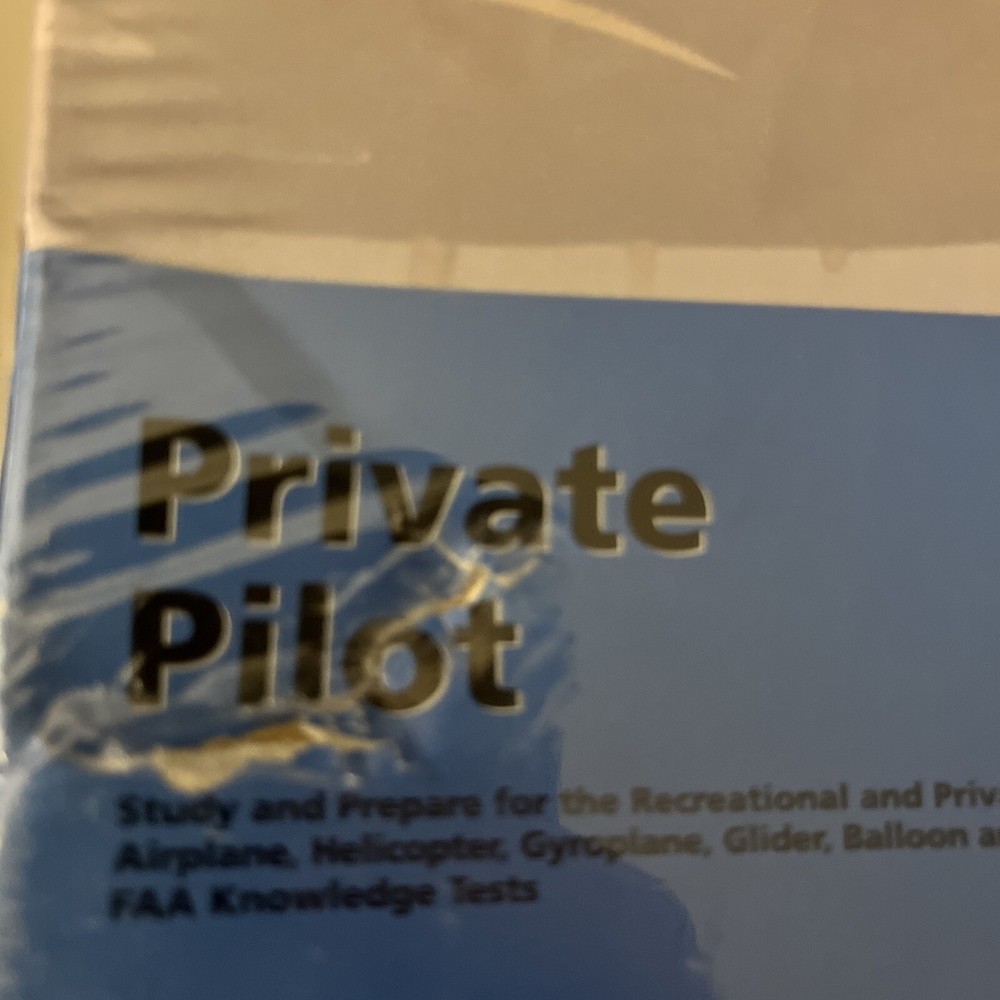 Private
Pilot
Study and Prepare for the Recreational and Priv
Airplane, Helicopter, Gyroplane, Glider, Balloon a
FAA Knowledge Tests